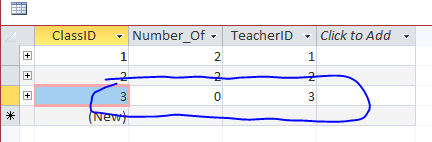 ClassID Number_Of TeacherID Click to Add
1 2 1
2 2 2
3 0 3
(New)